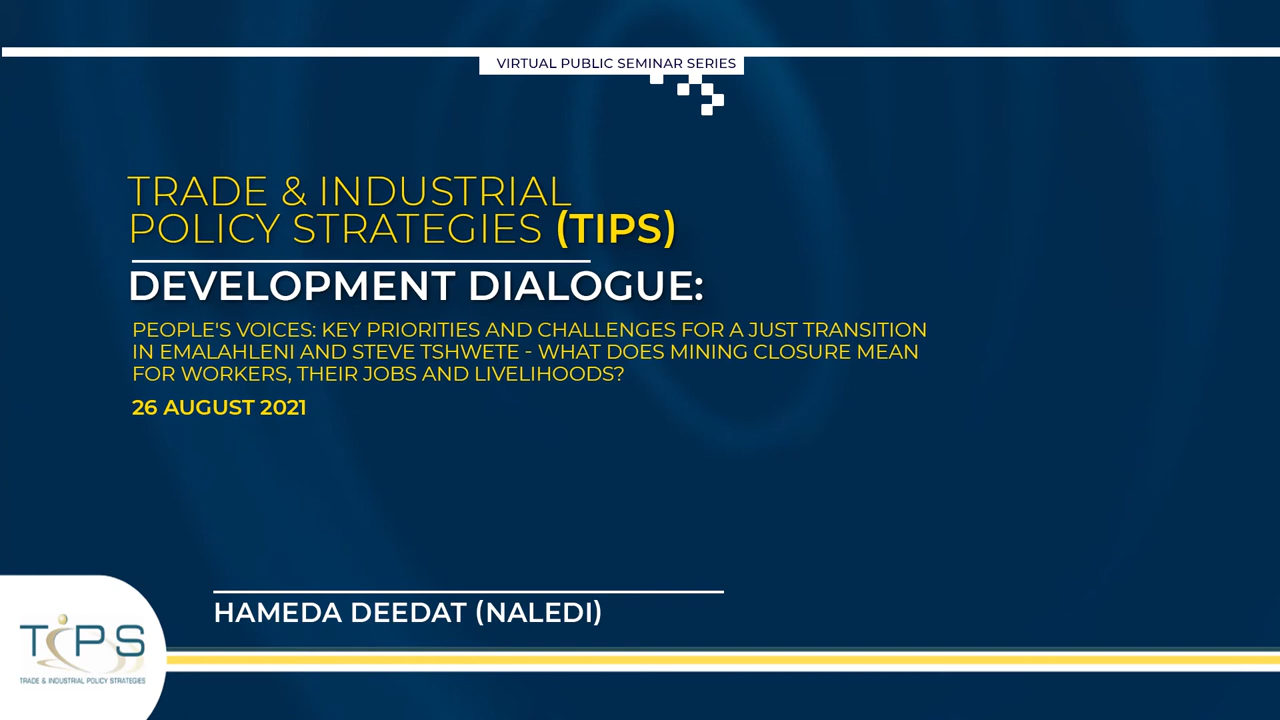 VIRTUAL PUBLIC SEMINAR SERIES
TRADE & INDUSTRIAL
POLICY STRATEGIES (TIPS)
DEVELOPMENT DIALOGUE:
PEOPLE'S VOICES: KEY PRIORITIES AND CHALLENGES FOR A JUST TRANSITION
IN EMALAHLENI AND STEVE TSHWETE - WHAT DOES MINING CLOSURE MEAN
FOR WORKERS, THEIR JOBS AND LIVELIHOODS?
26 AUGUST 2021
HAMEDA DEEDAT (NALEDI)
TiPS
TRADE & INDUSTRIAL POLICY STRATEGIES